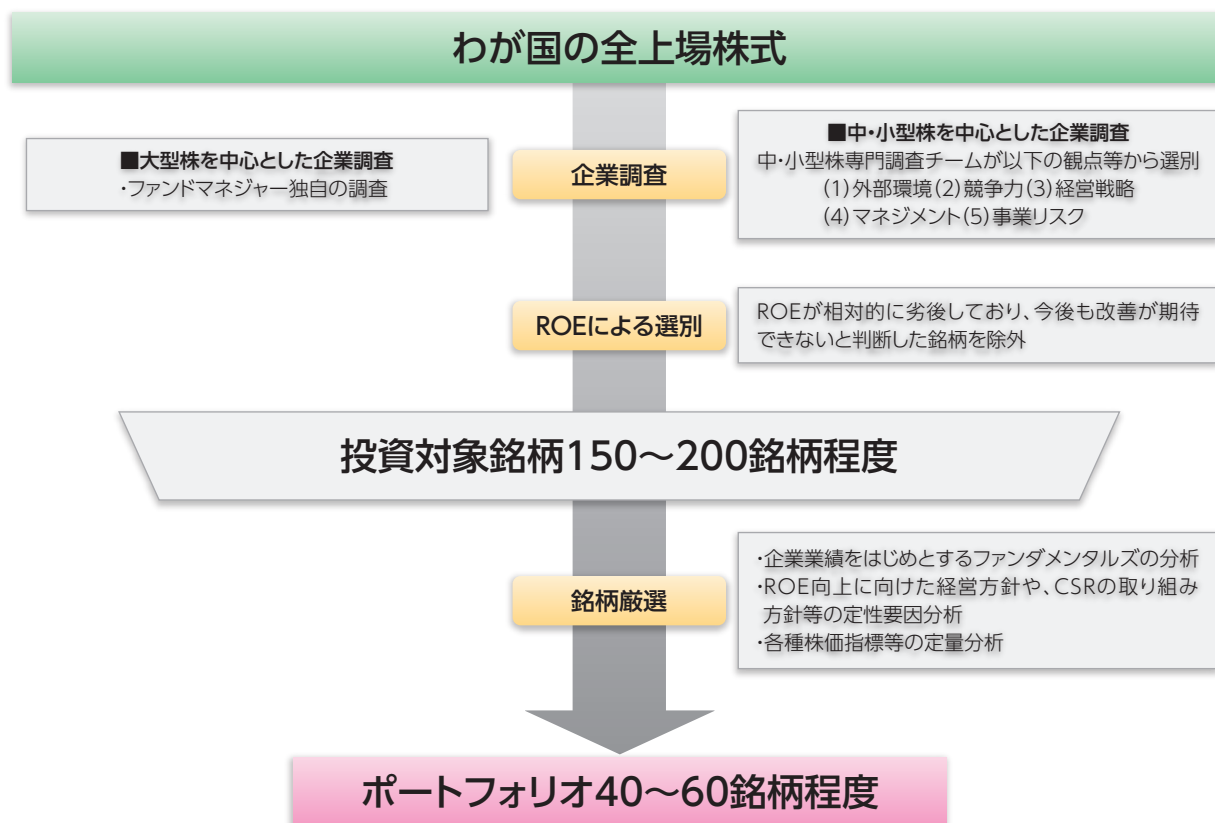 わが国の全上場株式
■大型株を中心とした企業調査
・ファンドマネジャー独自の調査
企業調査
■中・小型株を中心とした企業調査
中・小型株専門調査チームが以下の観点等から選別
(1)外部環境(2)競争力(3)経営戦略
(4)マネジメント(5)事業リスク
ROEによる選別
ROEが相対的に劣後しており、今後も改善が期待
できないと判断した銘柄を除外
投資対象銘柄150〜200銘柄程度
銘柄厳選
・企業業績をはじめとするファンダメンタルズの分析
・ROE向上に向けた経営方針や、CSRの取り組み
方針等の定性要因分析
・各種株価指標等の定量分析
ポートフォリオ40〜60銘柄程度